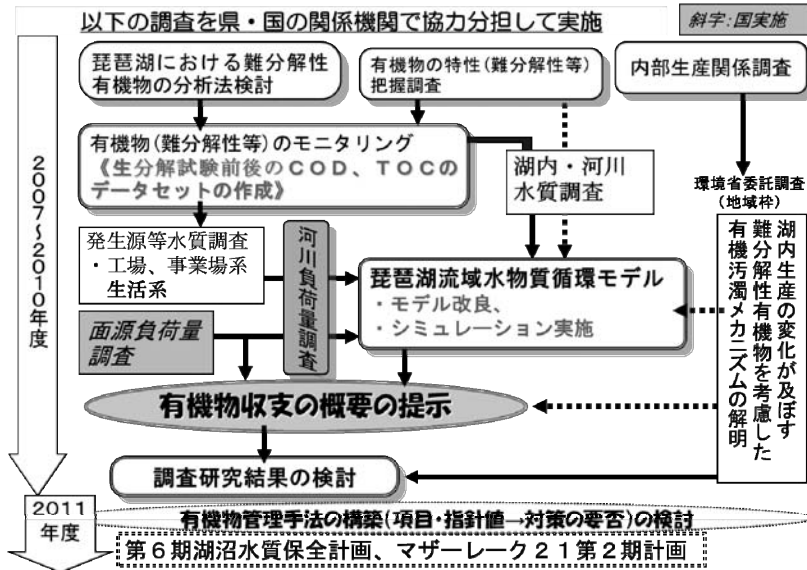 以下の調査を県・国の関係機関で協力分担して実施
斜字:国実施
琵琶湖における難分解性
有機物の分析法検討
有機物の特性(難分解性等)
把握調査
内部生産関係調査
有機物(難分解性等)のモニタリング
《生分解試験前後のCOD、TOCの
データセットの作成》
湖内・河川
水質調査
環境省委託調査
(地域枠)
2007~2010年度
発生源等水質調査
・工場、事業場系
生活系
河川負荷量調査
琵琶湖流域水物質循環モデル
・モデル改良、
・シミュレーション実施
湖内生産の変化が及ぼす
難分解性有機物を考慮した
有機汚濁メカニズムの解明
面源負荷量
調査
有機物収支の概要の提示
調査研究結果の検討
2011
年度
有機物管理手法の構築(項目・指針値→対策の要否)の検討
第6期湖沼水質保全計画、マザーレーク21第2期計画